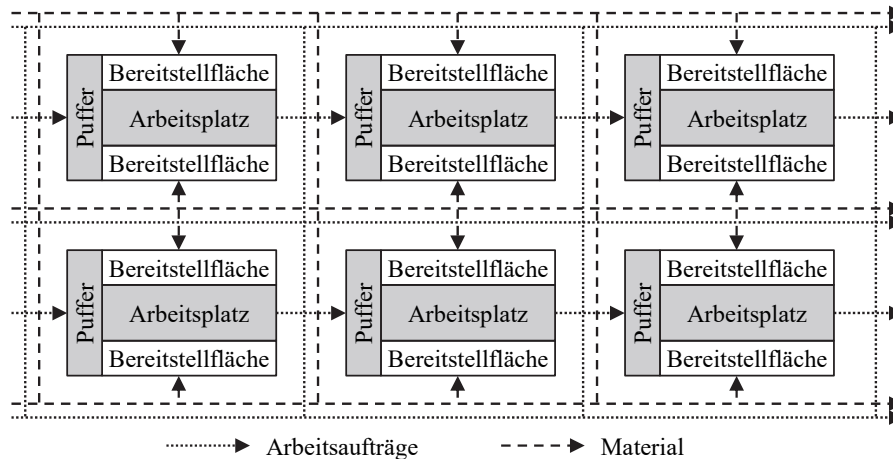 Bereitstellfläche
Puffer
Arbeitsplatz
Bereitstellfläche
Bereitstellfläche
Puffer
Arbeitsplatz
Bereitstellfläche
Bereitstellfläche
Puffer
Arbeitsplatz
Bereitstellfläche
Bereitstellfläche
Puffer
Arbeitsplatz
Bereitstellfläche
Bereitstellfläche
Puffer
Arbeitsplatz
Bereitstellfläche
Bereitstellfläche
Puffer
Arbeitsplatz
Bereitstellfläche
Arbeitsaufträge
Material